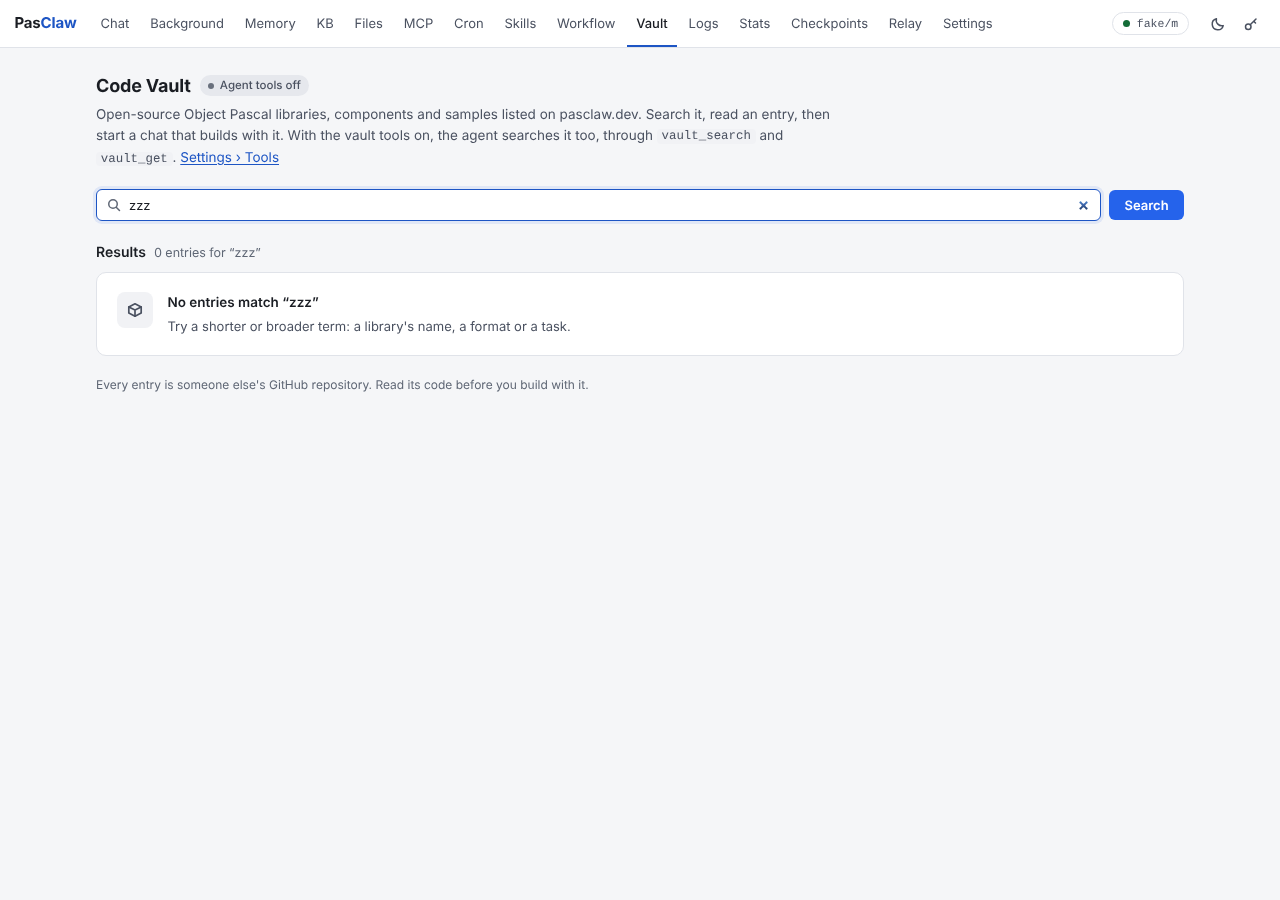 PasClaw Chat Background Memory KB Files MCP Cron Skills Workflow Vault Logs Stats Checkpoints Relay Settings fake/m
Code Vault Agent tools off
Open-source Object Pascal libraries, components and samples listed on pasclaw.dev. Search it, read an entry, then
start a chat that builds with it. With the vault tools on, the agent searches it too, through vault_search and
vault_get. Settings › Tools
zzz Search
Results 0 entries for “zzz”
No entries match “zzz”
Try a shorter or broader term: a library's name, a format or a task.
Every entry is someone else's GitHub repository. Read its code before you build with it.